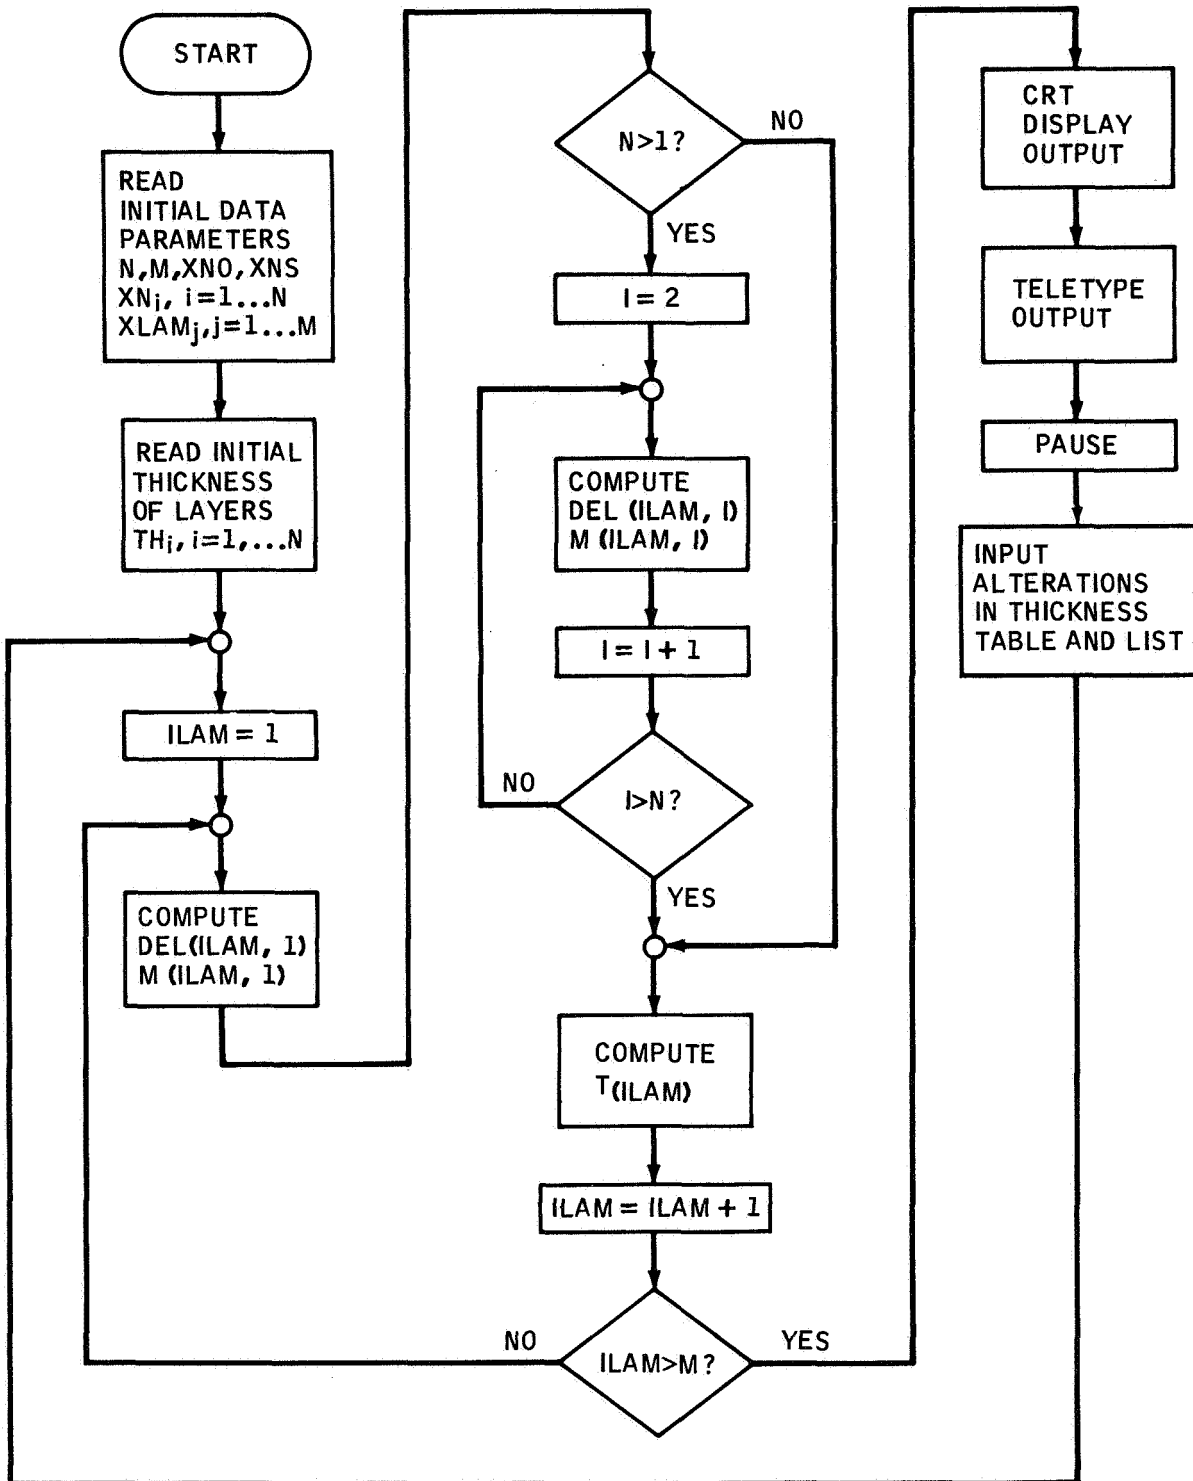 START
READ
INITIAL DATA
PARAMETERS
N,M,XNO,XNS
XNi, i=1...N
XLAMj,j=1...M
READ INITIAL
THICKNESS
OF LAYERS
THi, i=1,...N
ILAM = 1
COMPUTE
DEL(ILAM, 1)
M (ILAM, 1)
N>1?
NO
YES
I = 2
COMPUTE
DEL (ILAM, I)
M (ILAM, I)
I = I + 1
I>N?
NO
YES
COMPUTE
T(ILAM)
ILAM = ILAM + 1
ILAM>M?
NO
YES
CRT
DISPLAY
OUTPUT
TELETYPE
OUTPUT
PAUSE
INPUT
ALTERATIONS
IN THICKNESS
TABLE AND LIST